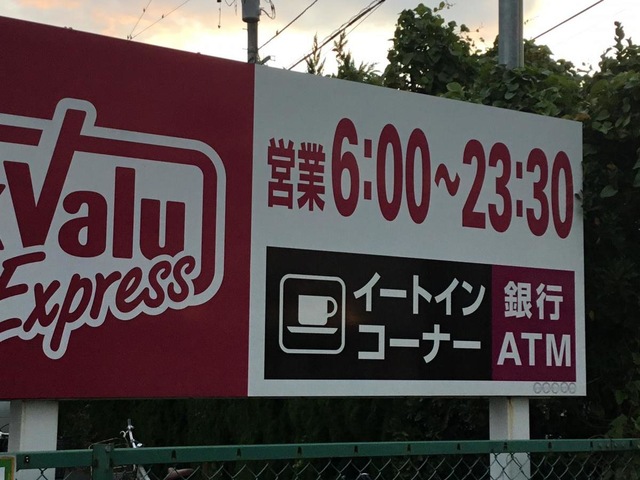 xValu
Express
営業6:00~23:30
イートイン
コーナー
銀行
ATM